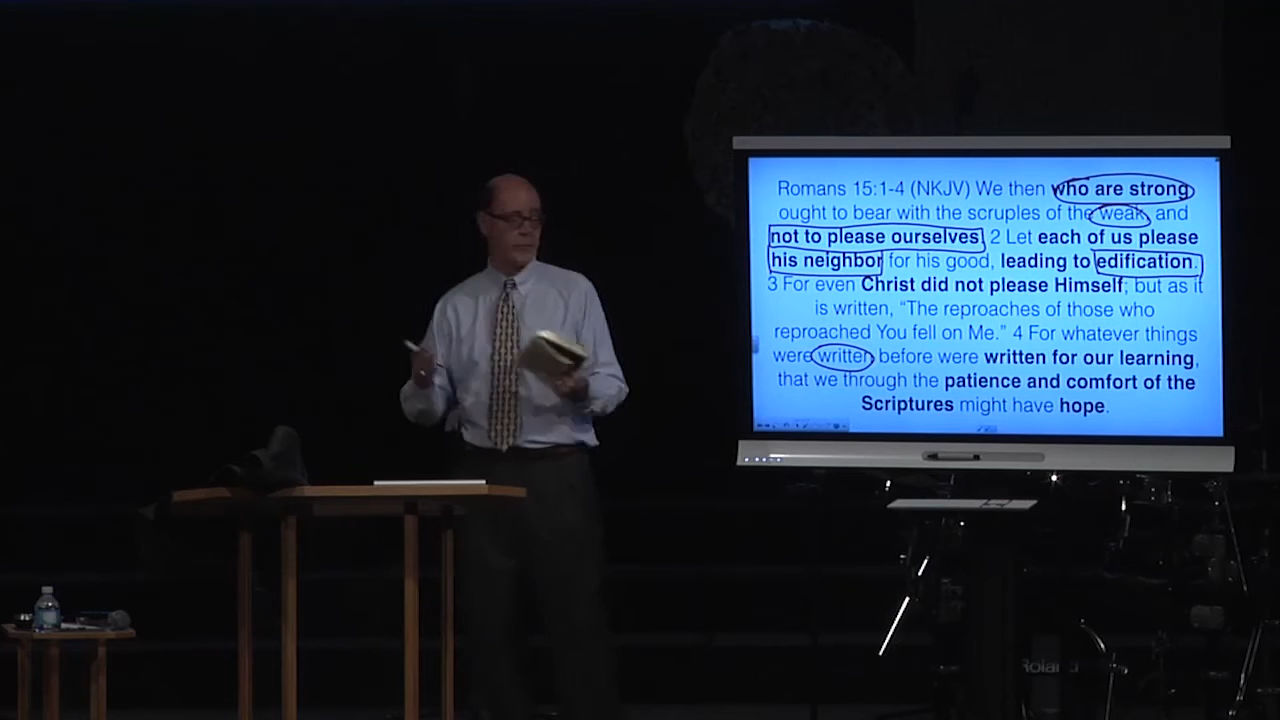 Romans 15:1-4 (NKJV) We then who are strong
ought to bear with the scruples of the weak, and
not to please ourselves. 2 Let each of us please
his neighbor for his good, leading to edification.
3 For even Christ did not please Himself; but as it
is written, “The reproaches of those who
reproached You fell on Me.” 4 For whatever things
were written before were written for our learning,
that we through the patience and comfort of the
Scriptures might have hope.
Roland